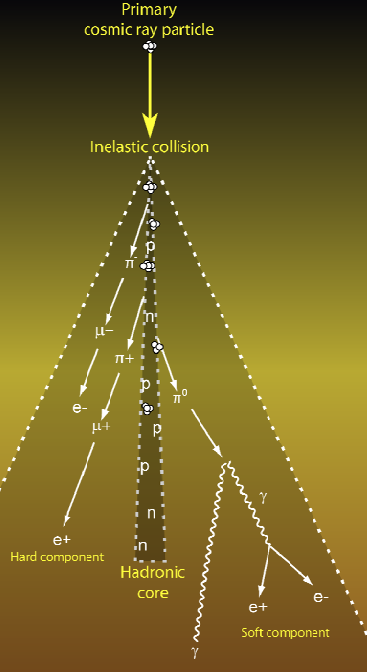 Primary
cosmic ray particle
Inelastic collision
p
π-
n
μ-
π+
p
π⁰
e-
μ+
p
p
γ
n
e+
Hard component
n
Hadronic
core
e+
e-
Soft component
γ